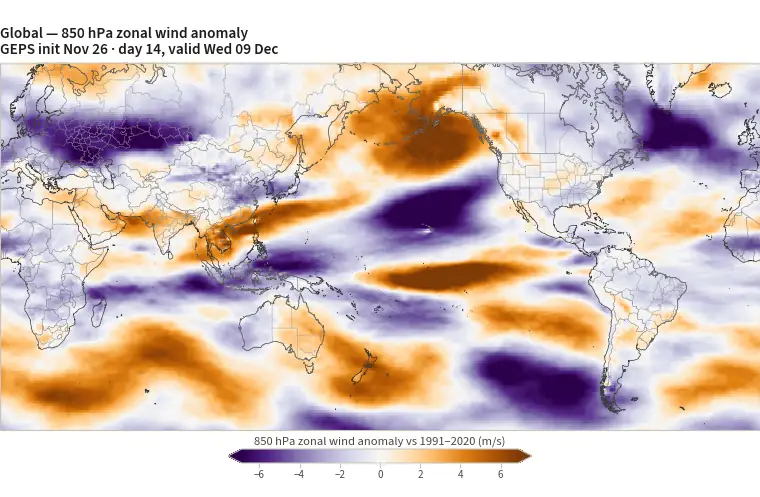 Global — 850 hPa zonal wind anomaly
GEPS init Nov 26 · day 14, valid Wed 09 Dec
850 hPa zonal wind anomaly vs 1991–2020 (m/s)
−6 −4 −2 0 2 4 6